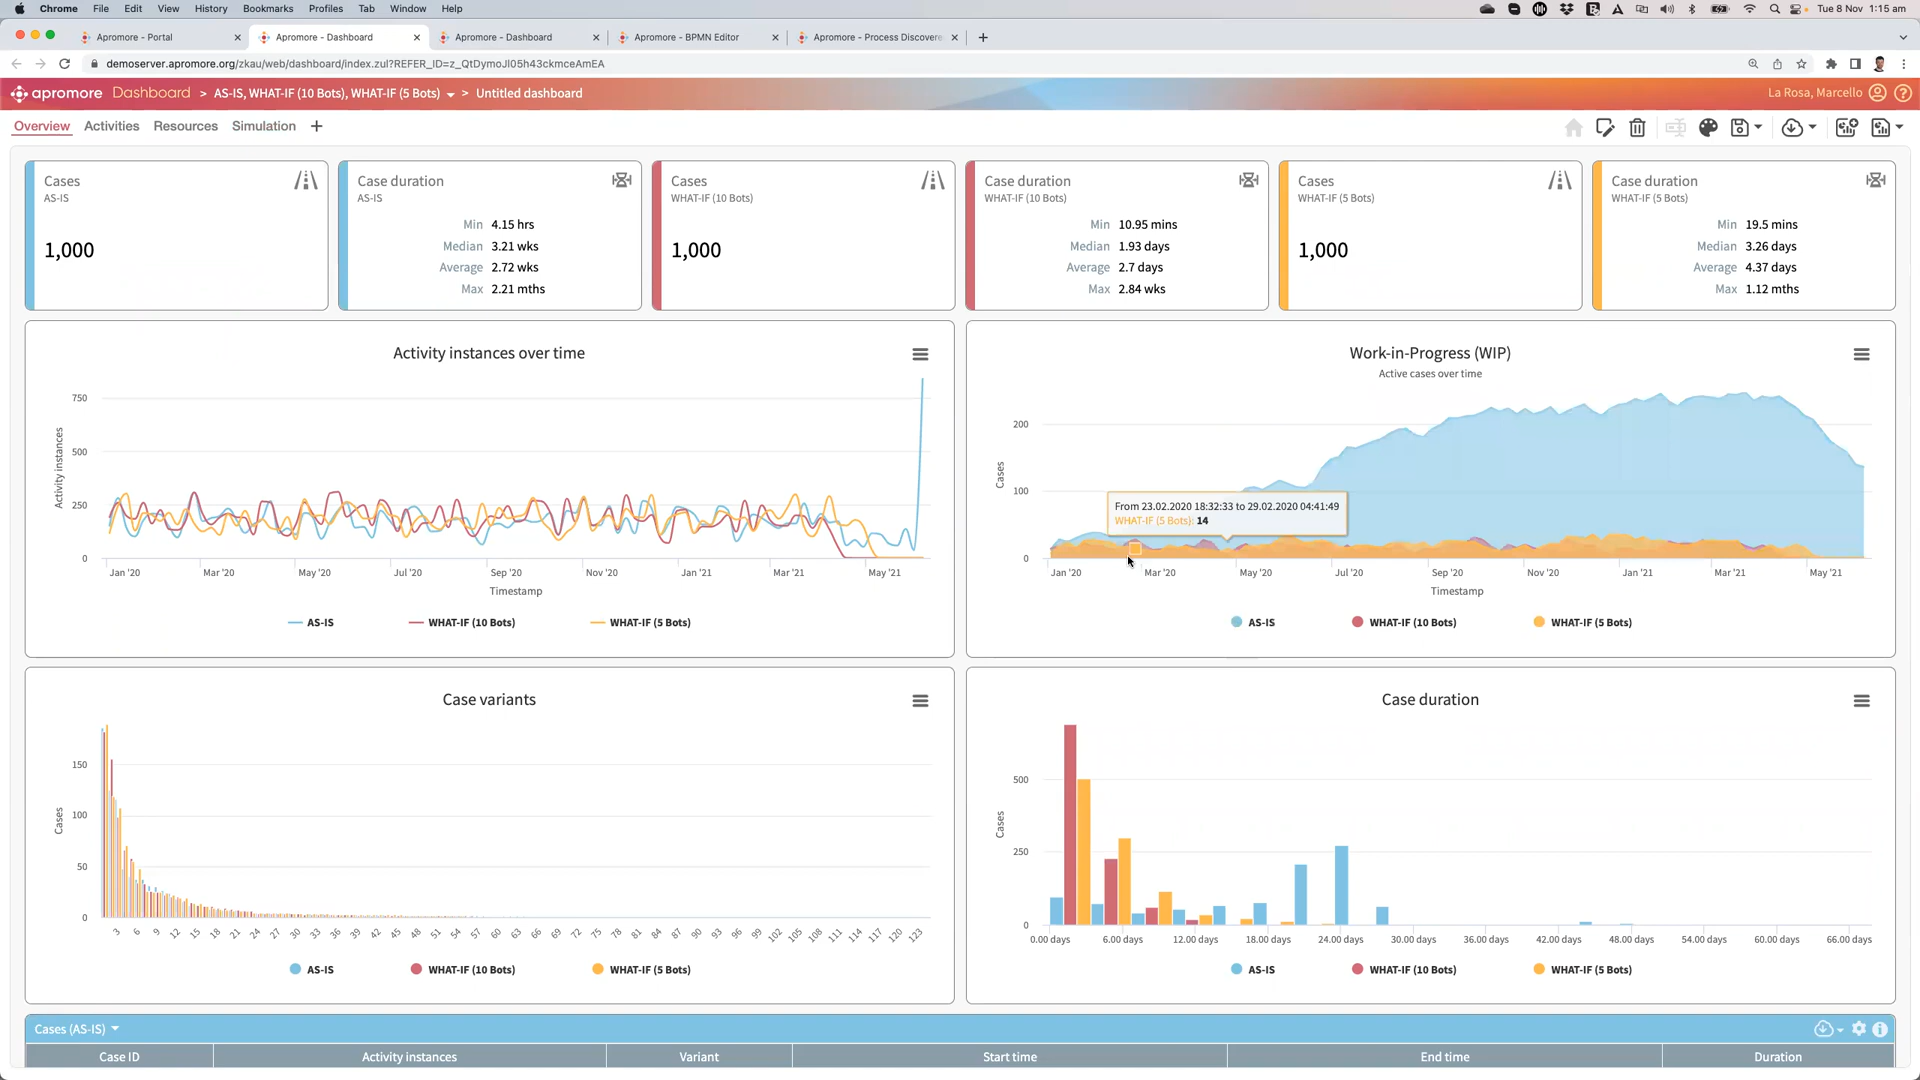 Chrome File Edit View History Bookmarks Profiles Tab Window Help Tue 8 Nov 1:15 am
Apromore - Portal Apromore - Dashboard Apromore - Dashboard Apromore - BPMN Editor Apromore - Process Discovere
demoserver.apromore.org/zkau/web/dashboard/index.zul?REFER_ID=z_QtDymoJl05h43ckmceAmEA
apromore Dashboard > AS-IS, WHAT-IF (10 Bots), WHAT-IF (5 Bots) > Untitled dashboard La Rosa, Marcello
Overview Activities Resources Simulation +
Cases
AS-IS
1,000
Case duration
AS-IS
Min 4.15 hrs
Median 3.21 wks
Average 2.72 wks
Max 2.21 mths
Cases
WHAT-IF (10 Bots)
1,000
Case duration
WHAT-IF (10 Bots)
Min 10.95 mins
Median 1.93 days
Average 2.7 days
Max 2.84 wks
Cases
WHAT-IF (5 Bots)
1,000
Case duration
WHAT-IF (5 Bots)
Min 19.5 mins
Median 3.26 days
Average 4.37 days
Max 1.12 mths
Activity instances over time
Activity instances
750
500
250
0
Jan '20 Mar '20 May '20 Jul '20 Sep '20 Nov '20 Jan '21 Mar '21 May '21
Timestamp
AS-IS WHAT-IF (10 Bots) WHAT-IF (5 Bots)
Work-in-Progress (WIP)
Active cases over time
Cases
200
100
0
From 23.02.2020 18:32:33 to 29.02.2020 04:41:49
WHAT-IF (5 Bots): 14
Jan '20 Mar '20 May '20 Jul '20 Sep '20 Nov '20 Jan '21 Mar '21 May '21
Timestamp
AS-IS WHAT-IF (10 Bots) WHAT-IF (5 Bots)
Case variants
Cases
150
100
50
0
3 6 9 12 15 18 21 24 27 30 33 36 39 42 45 48 51 54 57 60 63 66 69 72 75 78 81 84 87 90 93 96 99 102 105 108 111 114 117 120 123
AS-IS WHAT-IF (10 Bots) WHAT-IF (5 Bots)
Case duration
Cases
500
250
0
0.00 days 6.00 days 12.00 days 18.00 days 24.00 days 30.00 days 36.00 days 42.00 days 48.00 days 54.00 days 60.00 days 66.00 days
AS-IS WHAT-IF (10 Bots) WHAT-IF (5 Bots)
Cases (AS-IS)
Case ID Activity instances Variant Start time End time Duration